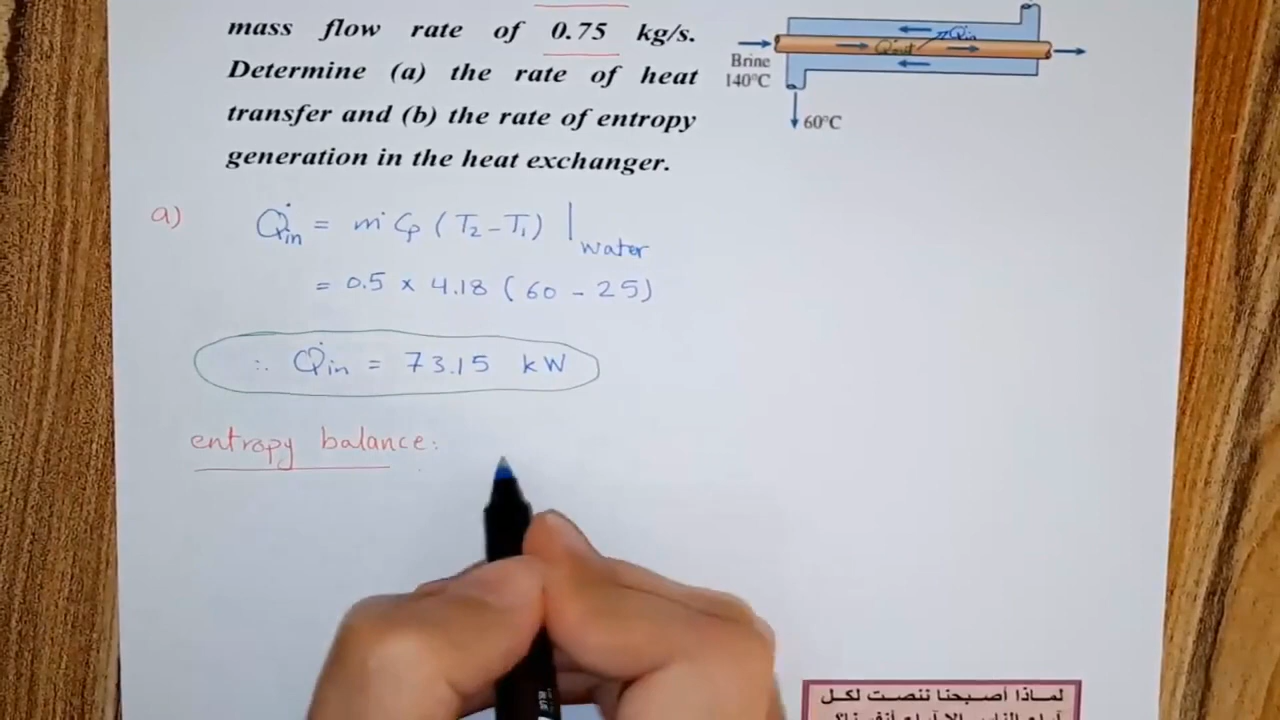 mass flow rate of 0.75 kg/s.
Determine (a) the rate of heat
transfer and (b) the rate of entropy
generation in the heat exchanger.
Brine
140°C
60°C
Q̇out
Q̇in
a) Q̇in = ṁ Cp (T₂ - T₁) | water
= 0.5 × 4.18 (60 - 25)
∴ Q̇in = 73.15 kW
entropy balance:
لماذا أصبحنا ننصت لكل